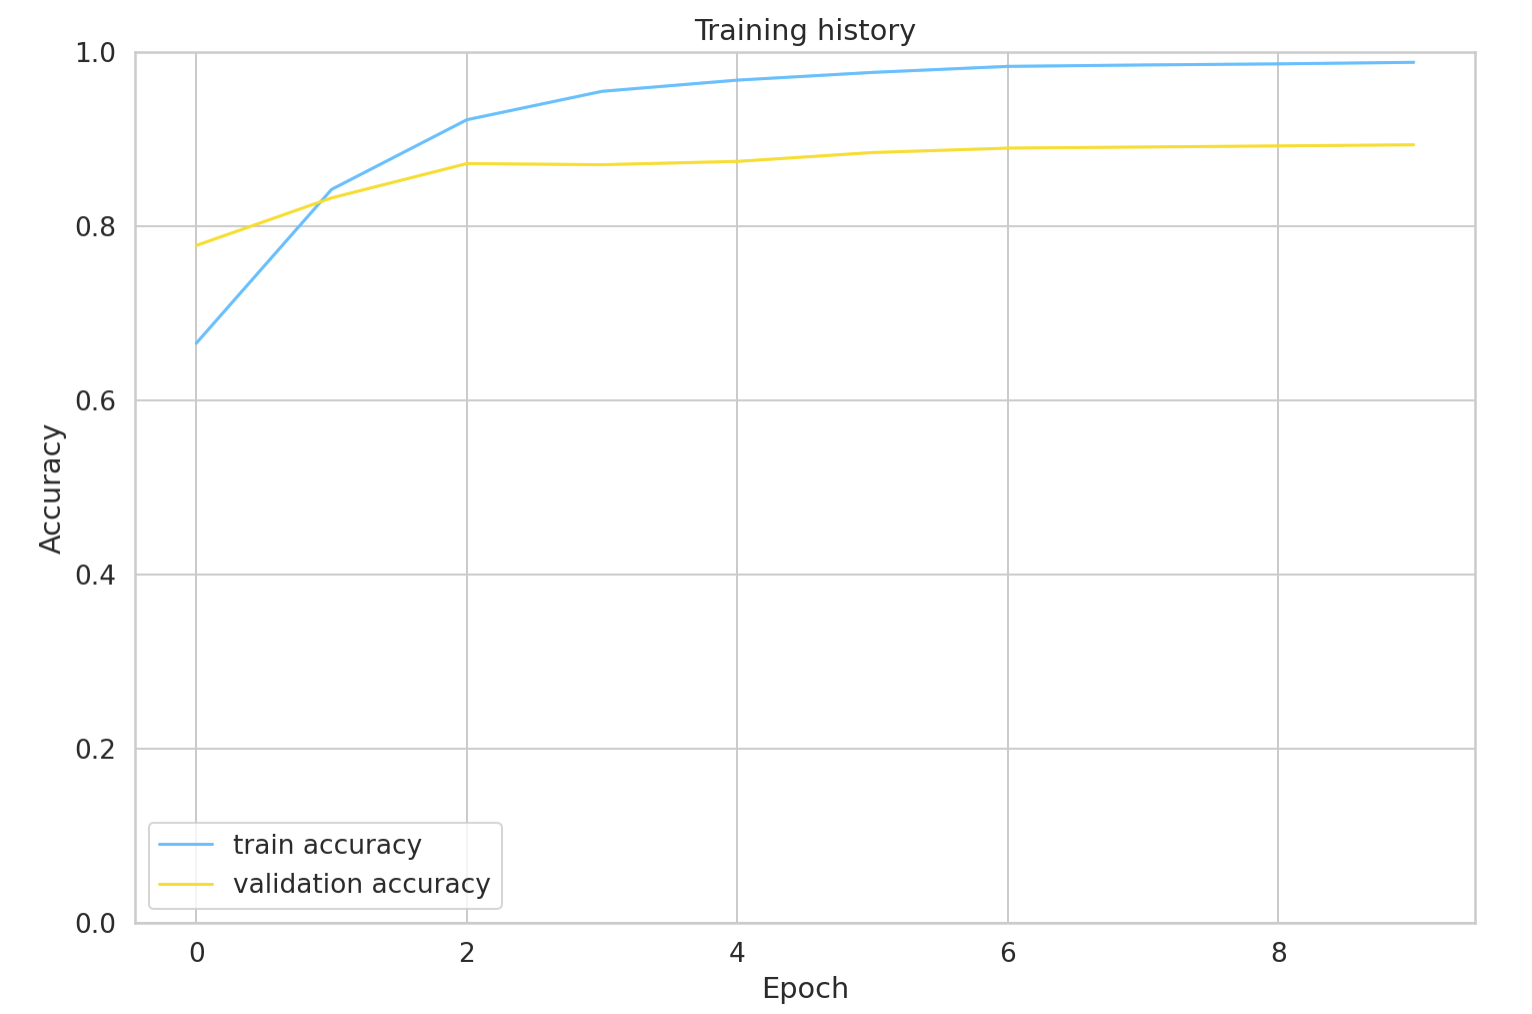 Training history
1.0
0.8
0.6
0.4
0.2
0.0
Accuracy
train accuracy
validation accuracy
0 2 4 6 8
Epoch